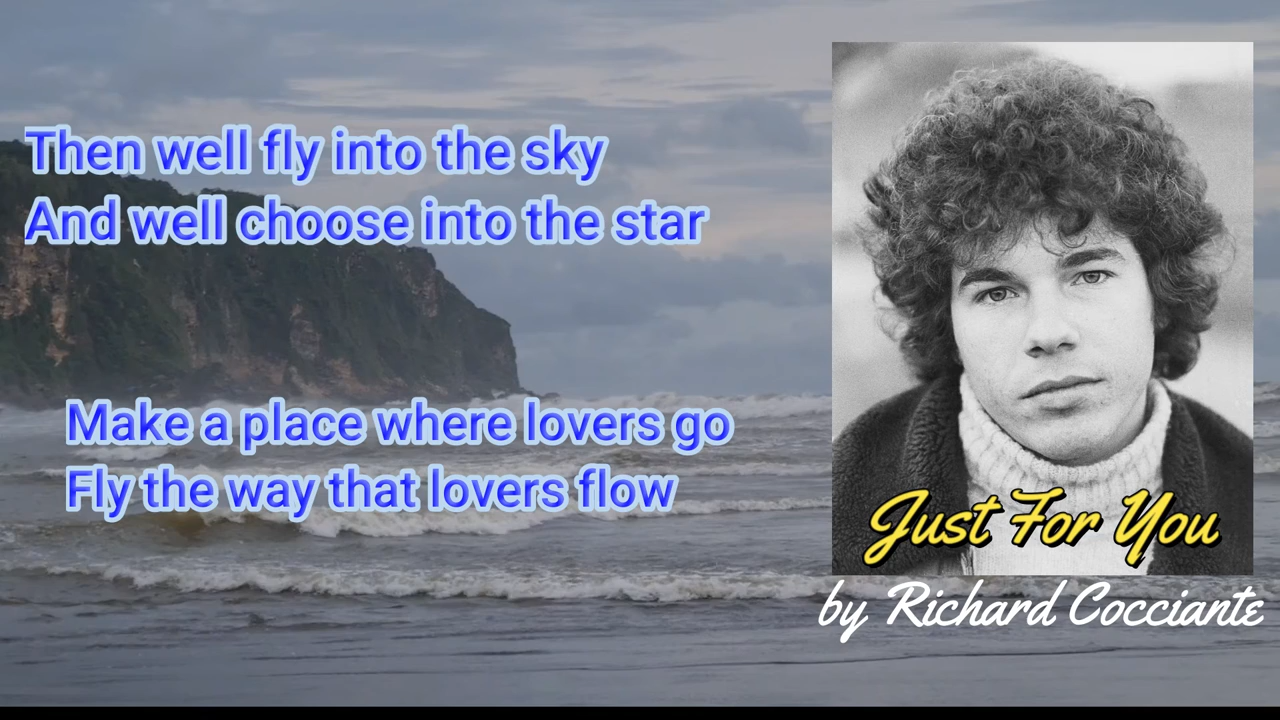 Then well fly into the sky
And well choose into the star
Make a place where lovers go
Fly the way that lovers flow
Just For You
by Richard Cocciante